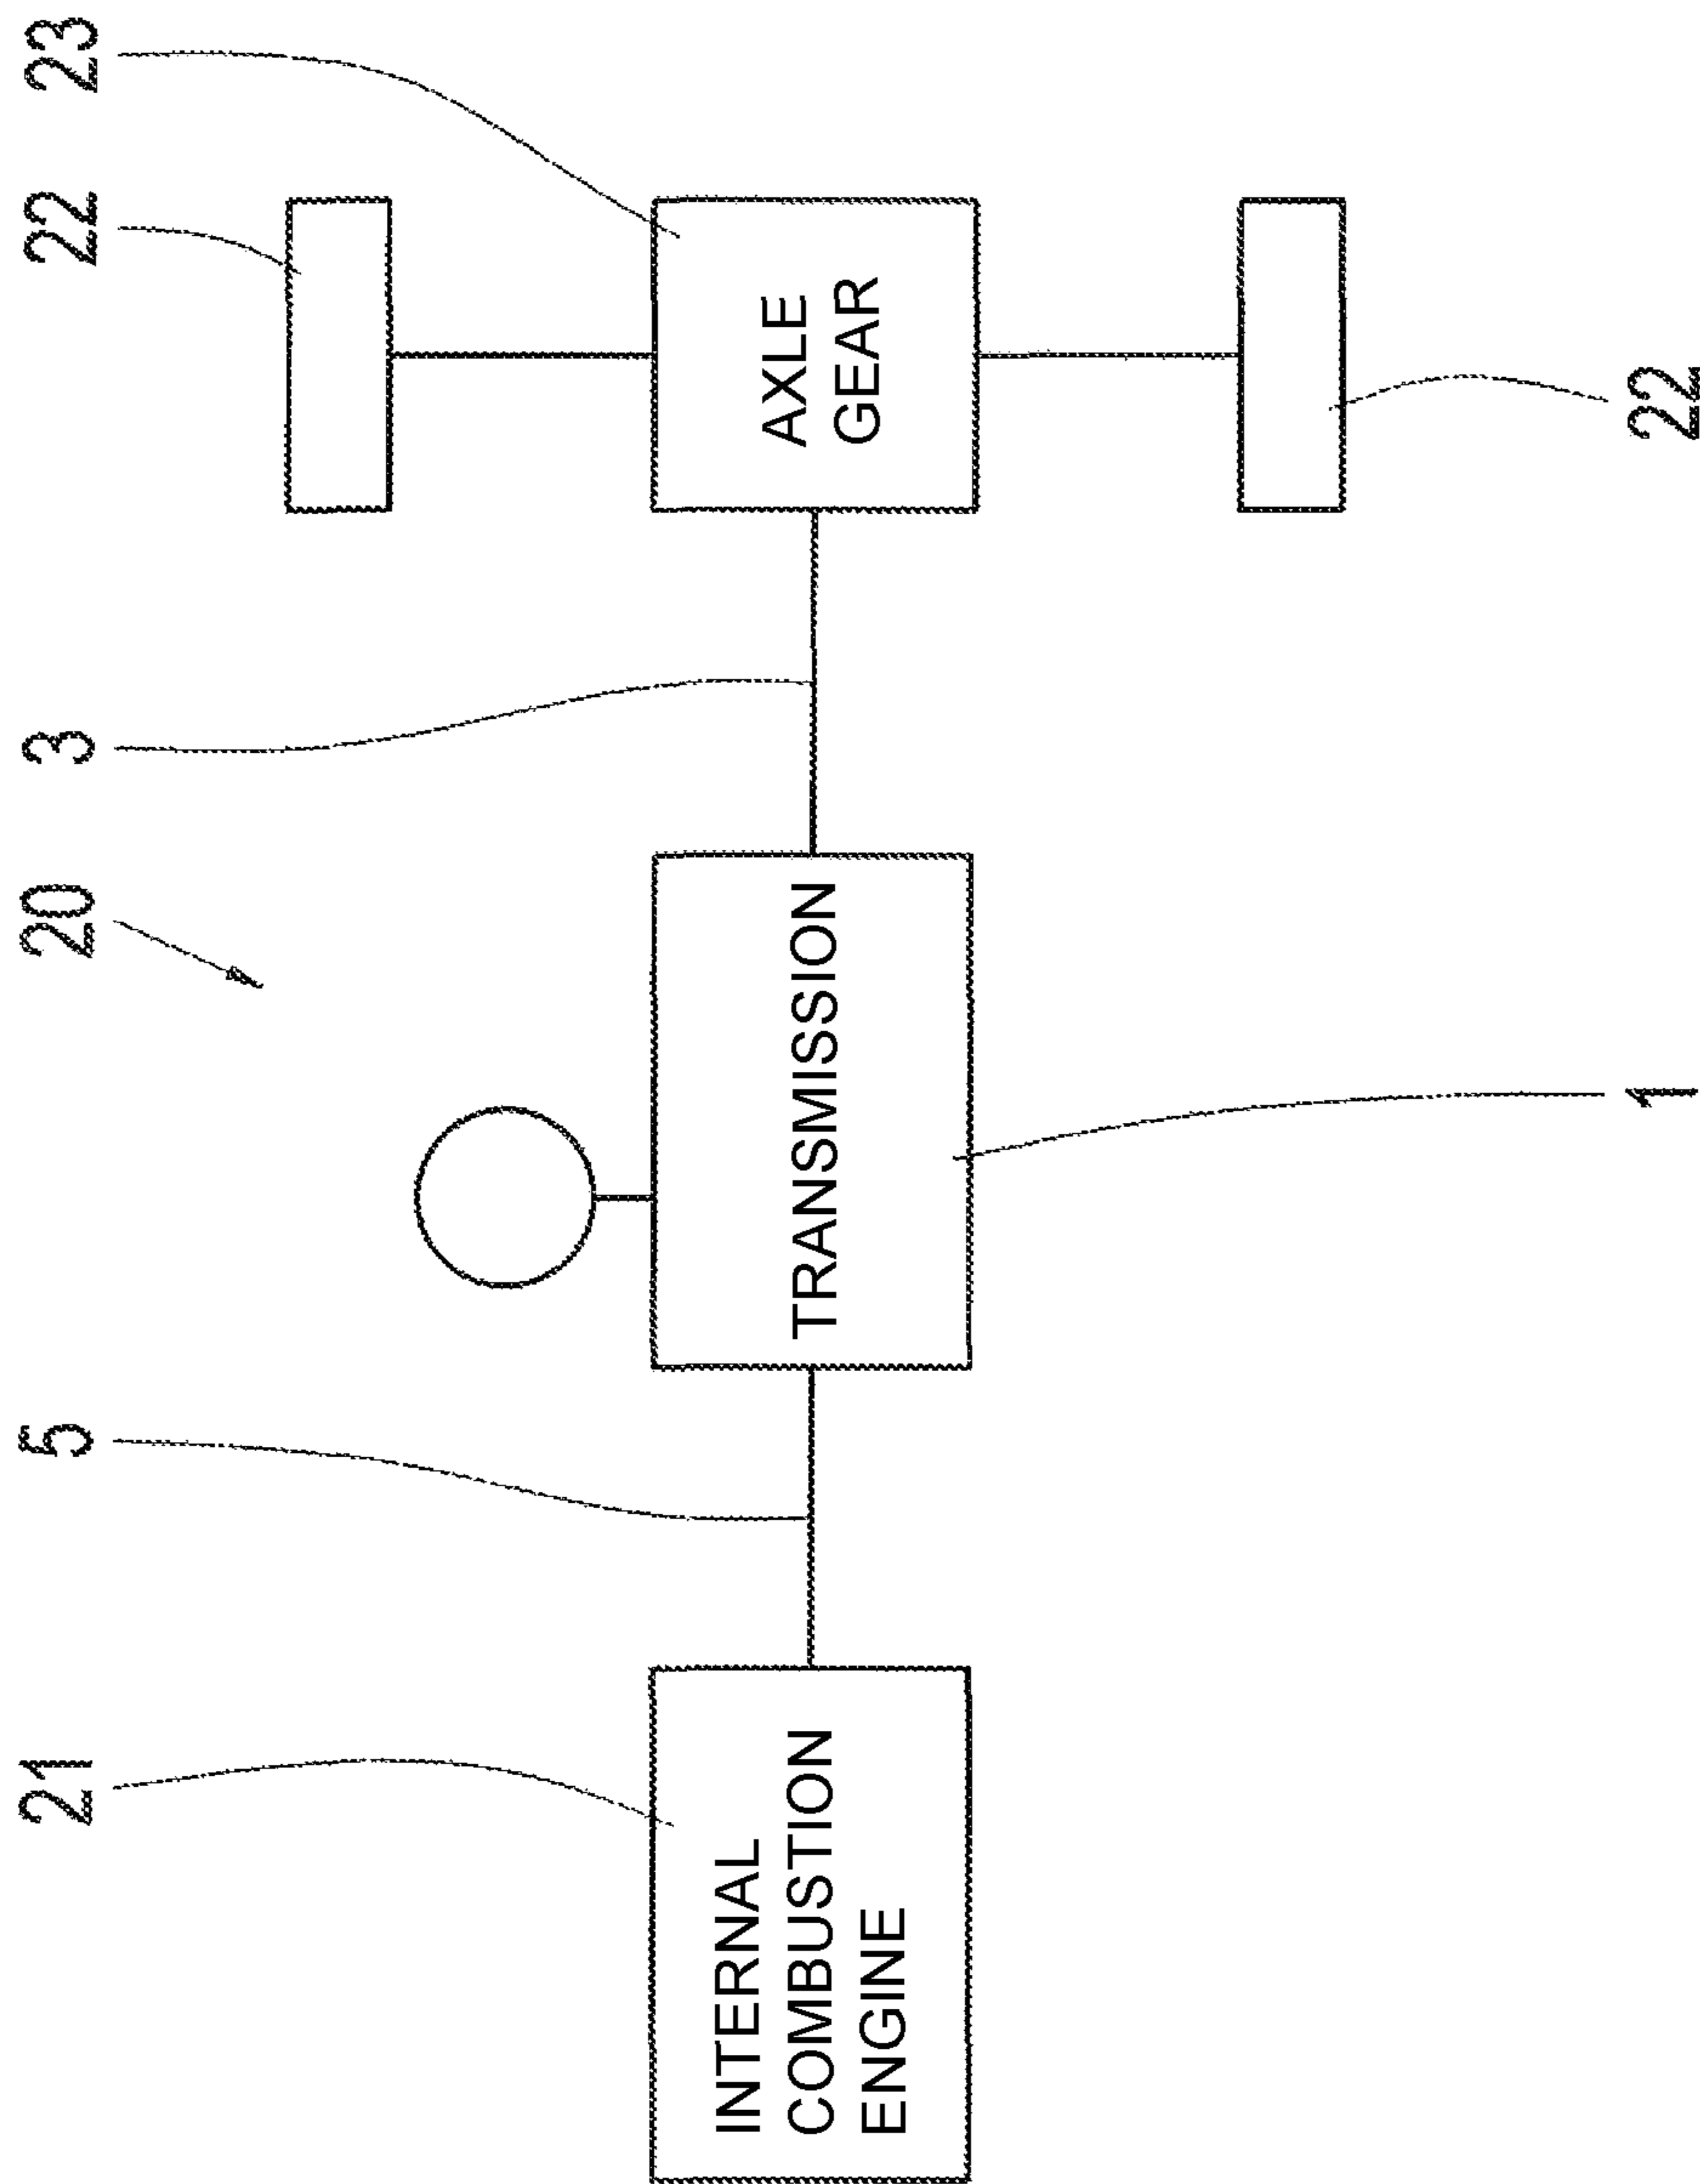 21
5
20
3
22
23
INTERNAL
COMBUSTION
ENGINE
TRANSMISSION
AXLE
GEAR
1
22